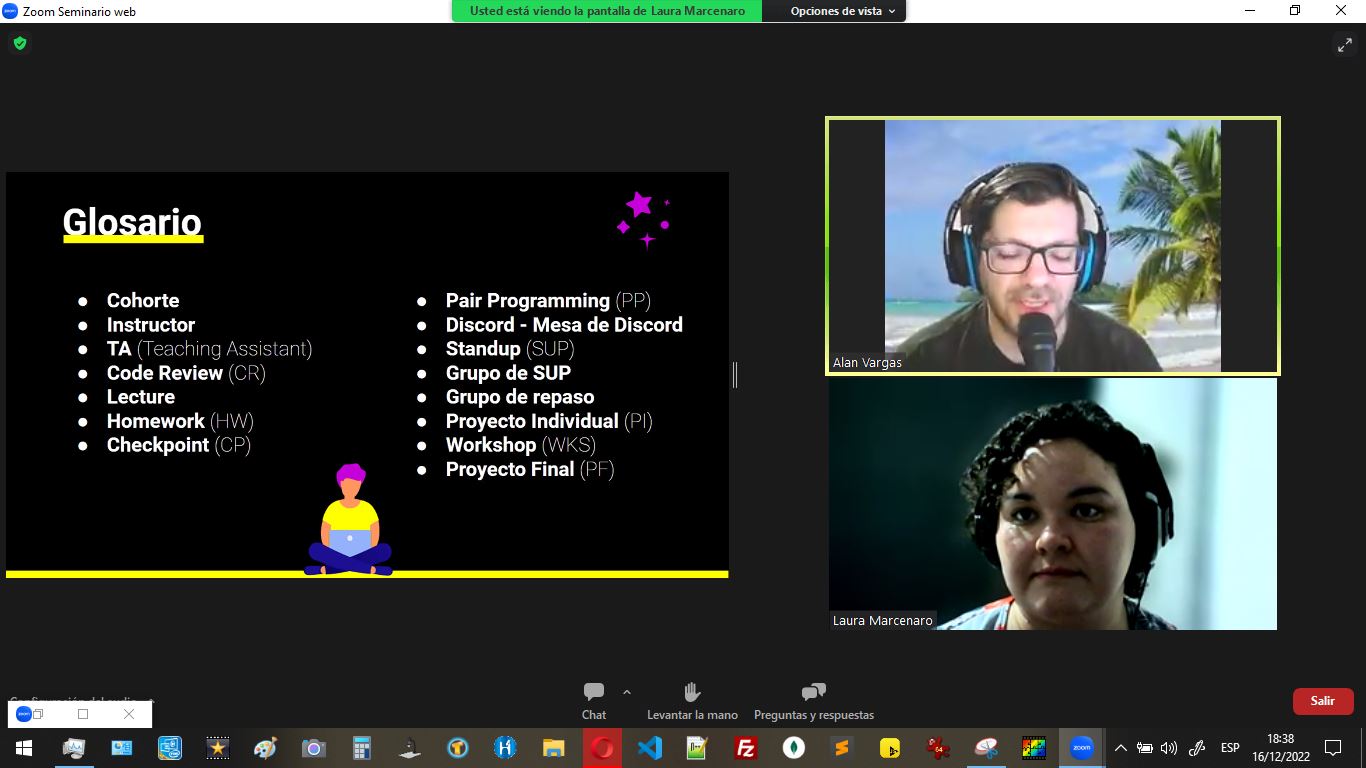 Zoom Seminario web
Usted está viendo la pantalla de Laura Marcenaro
Opciones de vista
Glosario
● Cohorte
● Instructor
● TA (Teaching Assistant)
● Code Review (CR)
● Lecture
● Homework (HW)
● Checkpoint (CP)
● Pair Programming (PP)
● Discord - Mesa de Discord
● Standup (SUP)
● Grupo de SUP
● Grupo de repaso
● Proyecto Individual (PI)
● Workshop (WKS)
● Proyecto Final (PF)
Alan Vargas
Laura Marcenaro
zoom
Chat
Levantar la mano
Preguntas y respuestas
Salir
64
zoom
ESP
18:38
16/12/2022